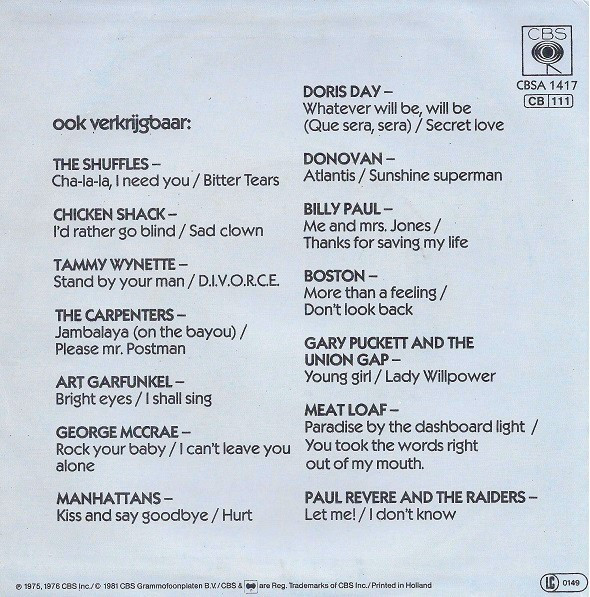 ook verkrijgbaar:
THE SHUFFLES –
Cha-la-la, I need you / Bitter Tears
CHICKEN SHACK –
I'd rather go blind / Sad clown
TAMMY WYNETTE –
Stand by your man / D.I.V.O.R.C.E.
THE CARPENTERS –
Jambalaya (on the bayou) /
Please mr. Postman
ART GARFUNKEL –
Bright eyes / I shall sing
GEORGE MCCRAE –
Rock your baby / I can't leave you
alone
MANHATTANS –
Kiss and say goodbye / Hurt
CBS
CBSA 1417
CB 111
DORIS DAY –
Whatever will be, will be
(Que sera, sera) / Secret love
DONOVAN –
Atlantis / Sunshine superman
BILLY PAUL –
Me and mrs. Jones /
Thanks for saving my life
BOSTON –
More than a feeling /
Don't look back
GARY PUCKETT AND THE
UNION GAP –
Young girl / Lady Willpower
MEAT LOAF –
Paradise by the dashboard light /
You took the words right
out of my mouth.
PAUL REVERE AND THE RAIDERS –
Let me! / I don't know
℗ 1975, 1976 CBS Inc./© 1981 CBS Grammofoonplaten B.V./CBS & are Reg. Trademarks of CBS Inc./Printed in Holland
LC 0149